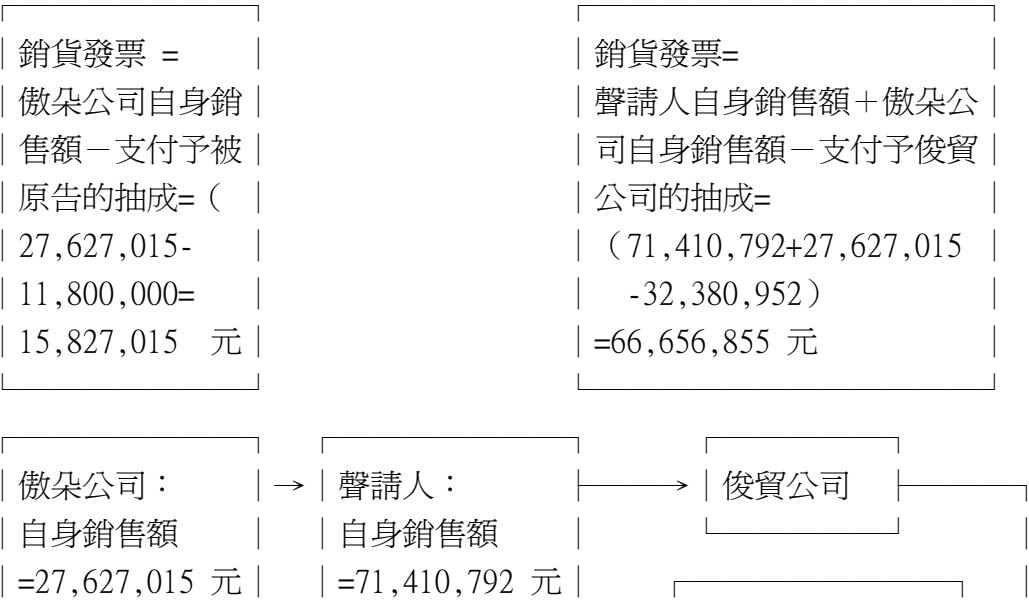 銷貨發票 =
傲朵公司自身銷
售額－支付予被
原告的抽成=（
27,627,015-
11,800,000=
15,827,015 元
銷貨發票=
聲請人自身銷售額＋傲朵公
司自身銷售額－支付予俊貿
公司的抽成=
（71,410,792+27,627,015
-32,380,952）
=66,656,855 元
傲朵公司：
自身銷售額
=27,627,015 元
→
聲請人：
自身銷售額
=71,410,792 元
→
俊貿公司